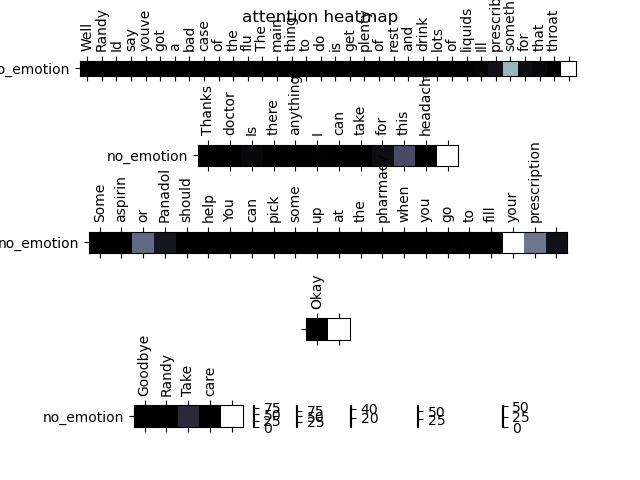 attention heatmap
Well Randy Id say youve got a bad case of the flu The main thing to do is get plenty of rest and drink lots of liquids Ill prescrib someth for that throat
no_emotion
Thanks doctor Is there anything I can take for this headach
no_emotion
Some aspirin or Panadol should help You can pick some up at the pharmacy when you go to fill your prescription
no_emotion
Okay
Goodbye Randy Take care
no_emotion
75 50 25 0
75 50 25
40 20
50 25
50 25 0